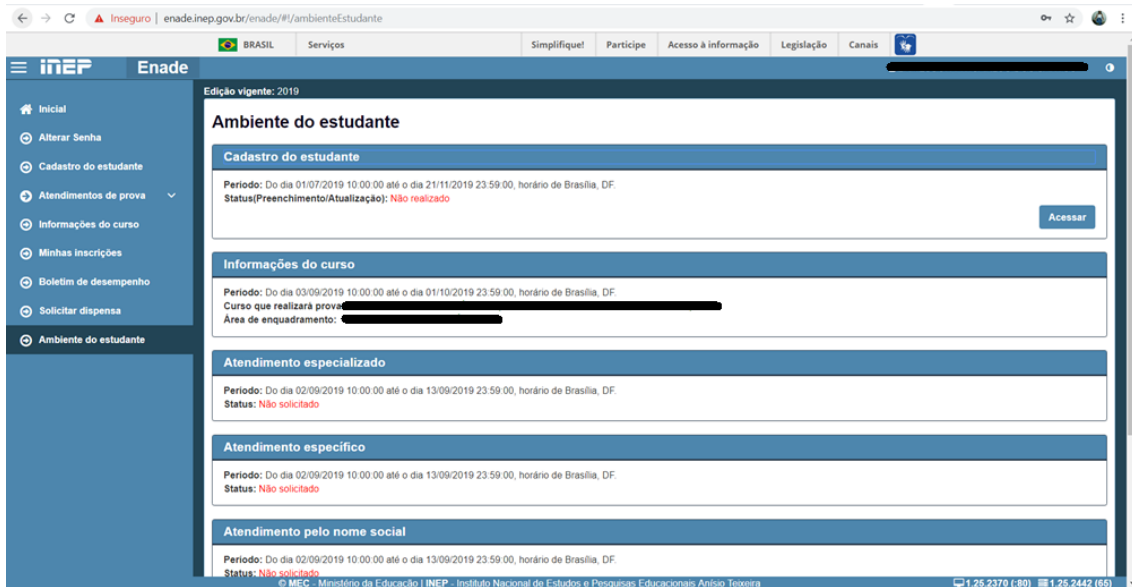 Inseguro | enade.inep.gov.br/enade/#!/ambienteEstudante
BRASIL Serviços Simplifique! Participe Acesso à informação Legislação Canais
inep Enade
Edição vigente: 2019
Inicial
Alterar Senha
Cadastro do estudante
Atendimentos de prova
Informações do curso
Minhas inscrições
Boletim de desempenho
Solicitar dispensa
Ambiente do estudante
Ambiente do estudante
Cadastro do estudante
Período: Do dia 01/07/2019 10:00:00 até o dia 21/11/2019 23:59:00, horário de Brasília, DF.
Status(Preenchimento/Atualização): Não realizado
Acessar
Informações do curso
Período: Do dia 03/09/2019 10:00:00 até o dia 01/10/2019 23:59:00, horário de Brasília, DF.
Curso que realizará prova
Área de enquadramento:
Atendimento especializado
Período: Do dia 02/09/2019 10:00:00 até o dia 13/09/2019 23:59:00, horário de Brasília, DF.
Status: Não solicitado
Atendimento específico
Período: Do dia 02/09/2019 10:00:00 até o dia 13/09/2019 23:59:00, horário de Brasília, DF.
Status: Não solicitado
Atendimento pelo nome social
Período: Do dia 02/09/2019 10:00:00 até o dia 13/09/2019 23:59:00, horário de Brasília, DF.
Status: Não solicitado
© MEC - Ministério da Educação | INEP - Instituto Nacional de Estudos e Pesquisas Educacionais Anísio Teixeira 1.25.2370 (:80) 1.25.2442 (65)